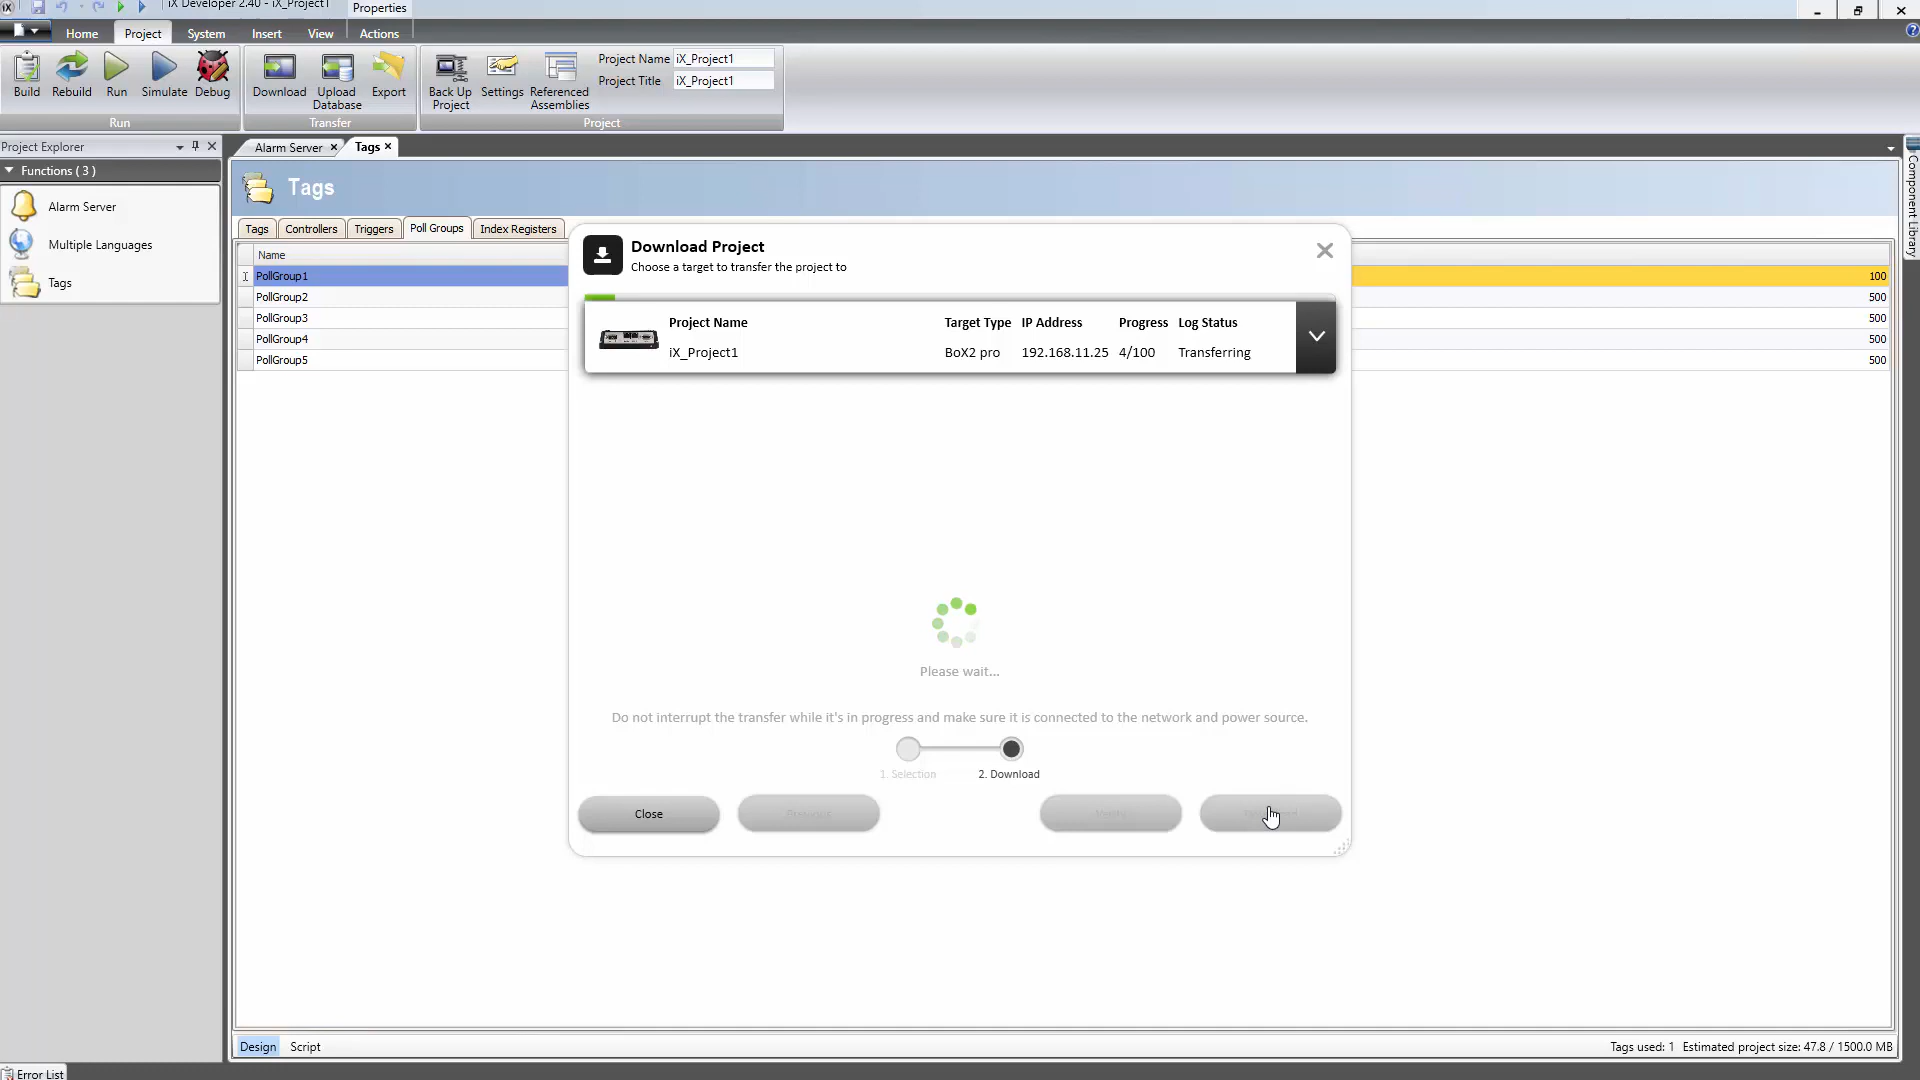 iX Developer 2.40 - iX_Project1
Properties
Home Project System Insert View Actions
Build Rebuild Run Simulate Debug
Download Upload Database Export
Back Up Project Settings Referenced Assemblies
Project Name iX_Project1
Project Title iX_Project1
Run Transfer Project
Project Explorer
Functions ( 3 )
Alarm Server
Multiple Languages
Tags
Alarm Server Tags
Tags
Tags Controllers Triggers Poll Groups Index Registers
Name
PollGroup1 100
PollGroup2 500
PollGroup3 500
PollGroup4 500
PollGroup5 500
Component Library
Download Project
Choose a target to transfer the project to
Project Name Target Type IP Address Progress Log Status
iX_Project1 BoX2 pro 192.168.11.25 4/100 Transferring
Please wait...
Do not interrupt the transfer while it's in progress and make sure it is connected to the network and power source.
1. Selection 2. Download
Close
Design Script
Tags used: 1 Estimated project size: 47.8 / 1500.0 MB
Error List